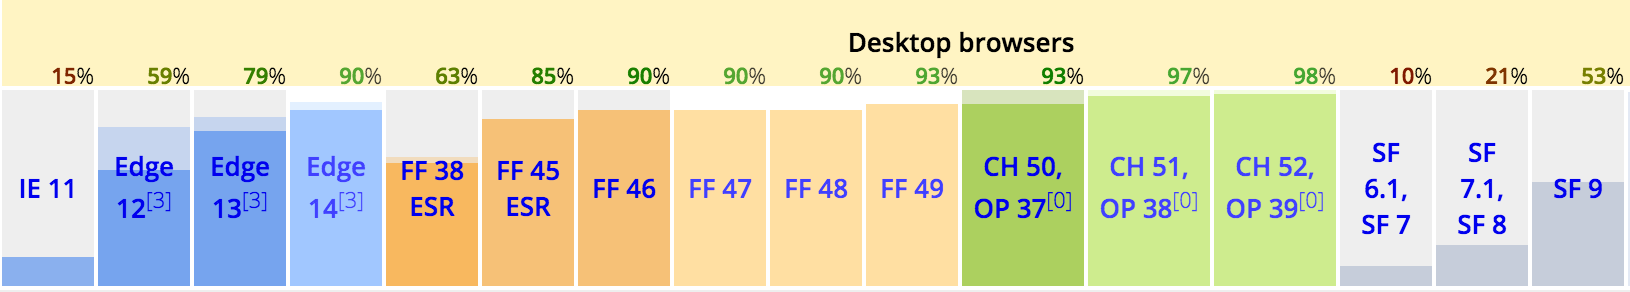 Desktop browsers
15% 59% 79% 90% 63% 85% 90% 90% 90% 93% 93% 97% 98% 10% 21% 53%
IE 11
Edge
12[3]
Edge
13[3]
Edge
14[3]
FF 38
ESR
FF 45
ESR
FF 46
FF 47
FF 48
FF 49
CH 50,
OP 37[0]
CH 51,
OP 38[0]
CH 52,
OP 39[0]
SF
6.1,
SF 7
SF
7.1,
SF 8
SF 9